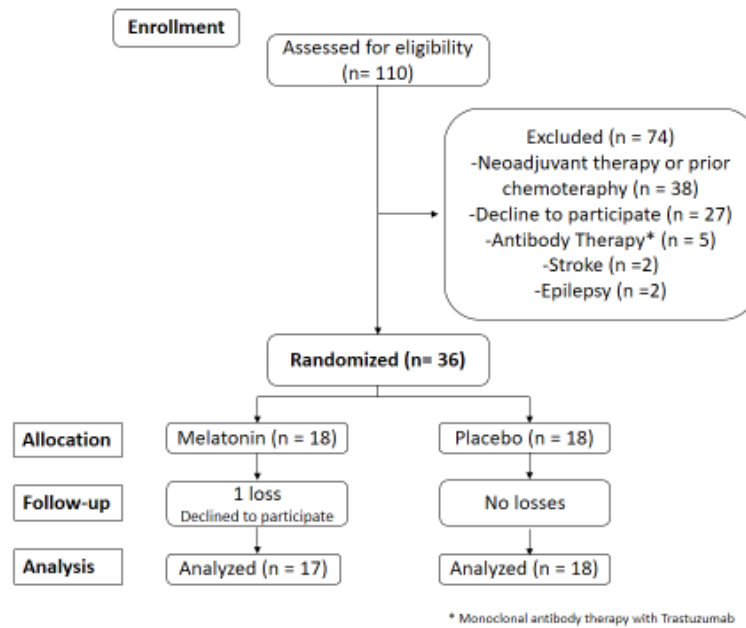 Enrollment
Assessed for eligibility
(n= 110)
Excluded (n = 74)
-Neoadjuvant therapy or prior
chemoteraphy (n = 38)
-Decline to participate (n = 27)
-Antibody Therapy* (n = 5)
-Stroke (n =2)
-Epilepsy (n =2)
Randomized (n= 36)
Allocation
Melatonin (n = 18)
Placebo (n = 18)
Follow-up
1 loss
Declined to participate
No losses
Analysis
Analyzed (n = 17)
Analyzed (n = 18)
* Monoclonal antibody therapy with Trastuzumab